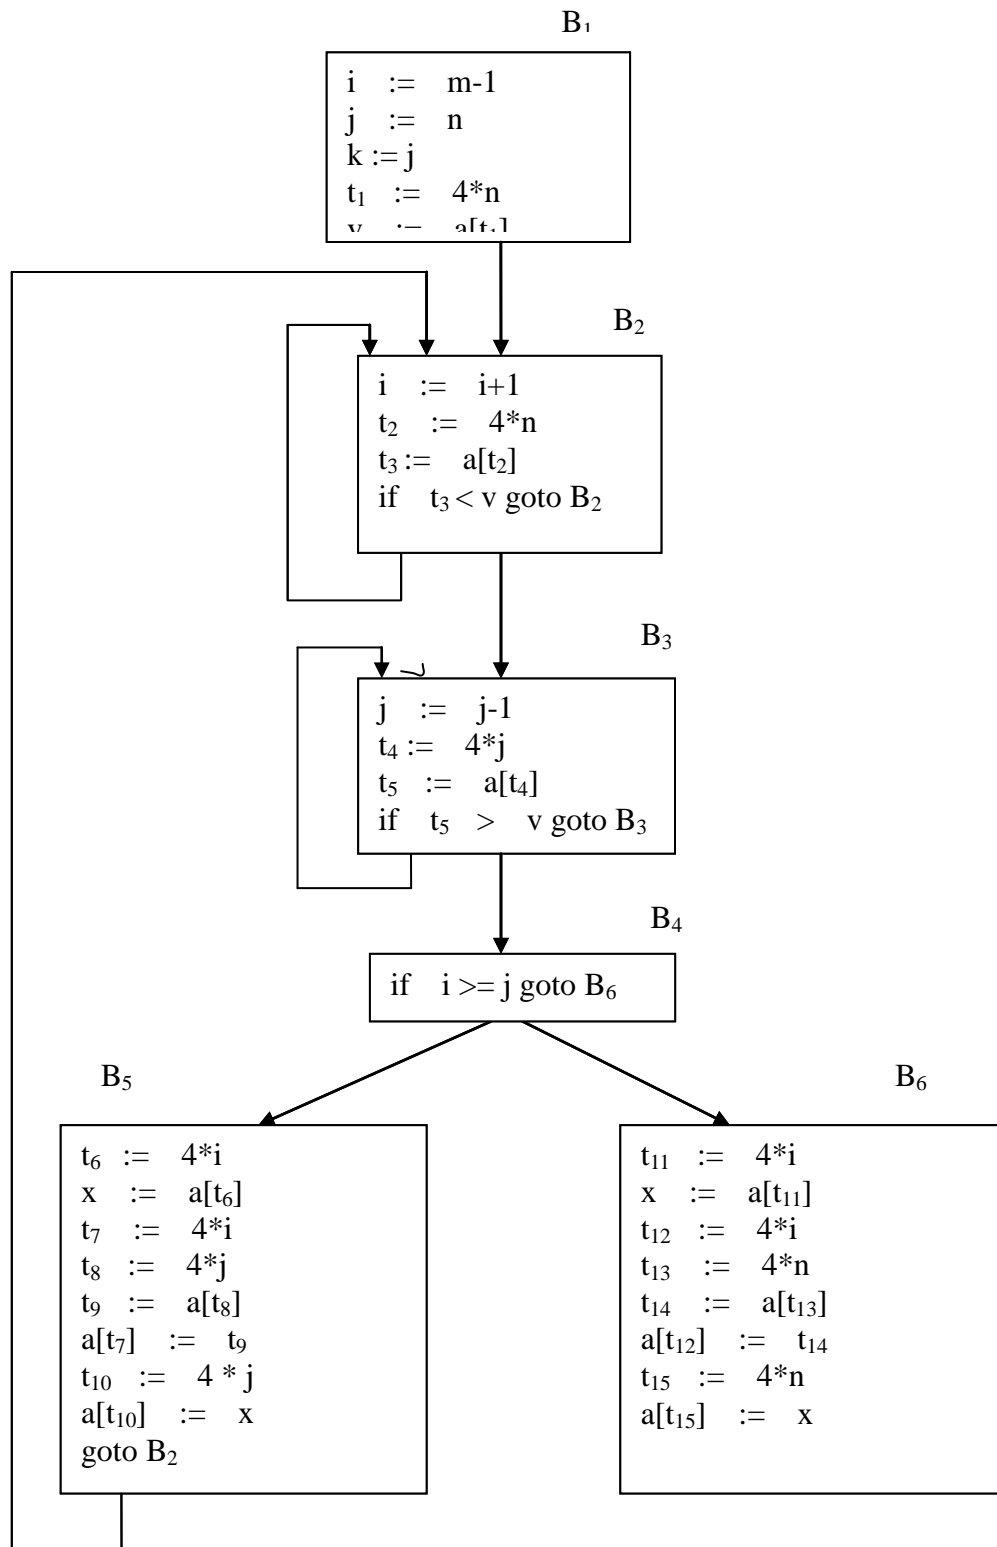 B₁
i := m-1
j := n
k := j
t₁ := 4*n
v := a[t₁]
B₂
i := i+1
t₂ := 4*n
t₃ := a[t₂]
if t₃ < v goto B₂
B₃
j := j-1
t₄ := 4*j
t₅ := a[t₄]
if t₅ > v goto B₃
B₄
if i >= j goto B₆
B₅
t₆ := 4*i
x := a[t₆]
t₇ := 4*i
t₈ := 4*j
t₉ := a[t₈]
a[t₇] := t₉
t₁₀ := 4 * j
a[t₁₀] := x
goto B₂
B₆
t₁₁ := 4*i
x := a[t₁₁]
t₁₂ := 4*i
t₁₃ := 4*n
t₁₄ := a[t₁₃]
a[t₁₂] := t₁₄
t₁₅ := 4*n
a[t₁₅] := x